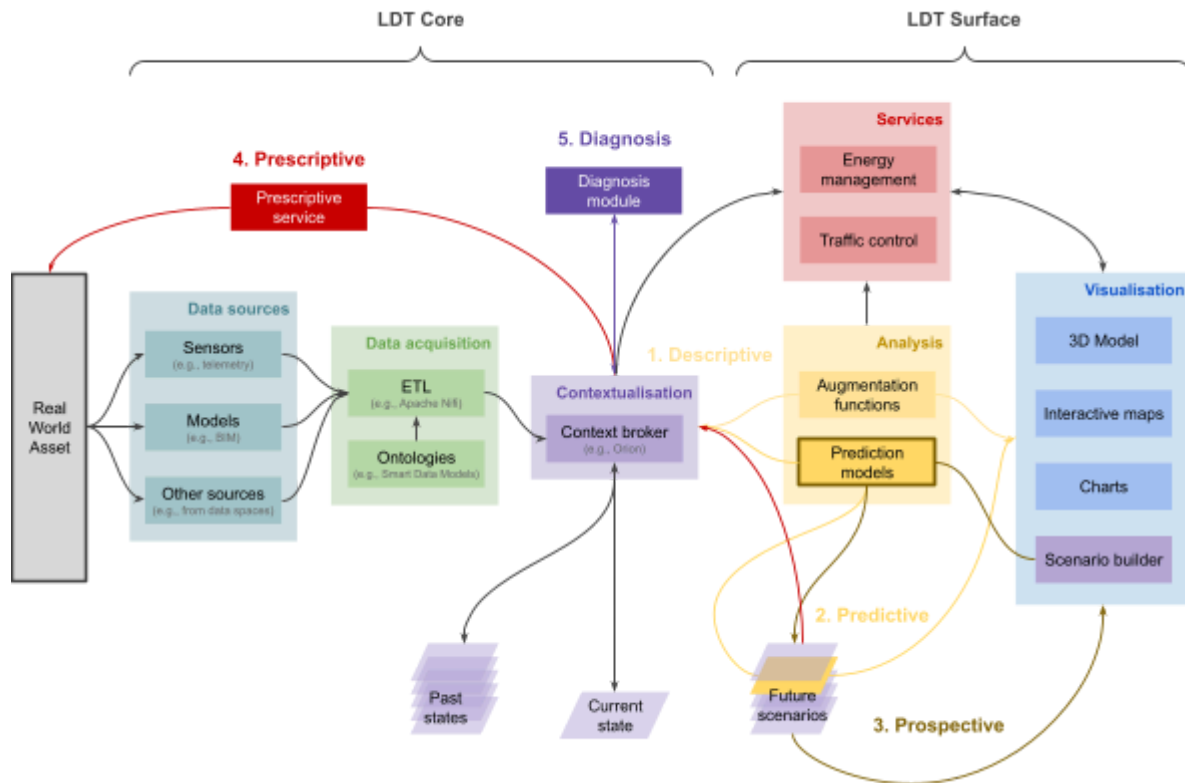 LDT Core
LDT Surface
4. Prescriptive
Prescriptive
service
5. Diagnosis
Diagnosis
module
Services
Energy
management
Traffic control
Real
World
Asset
Data sources
Sensors
(e.g., telemetry)
Models
(e.g., BIM)
Other sources
(e.g., from data spaces)
Data acquisition
ETL
(e.g., Apache Nifi)
Ontologies
(e.g., Smart Data Models)
Contextualisation
Context broker
(e.g., Orion)
1. Descriptive
Analysis
Augmentation
functions
Prediction
models
Visualisation
3D Model
Interactive maps
Charts
Scenario builder
2. Predictive
Past
states
Current
state
Future
scenarios
3. Prospective